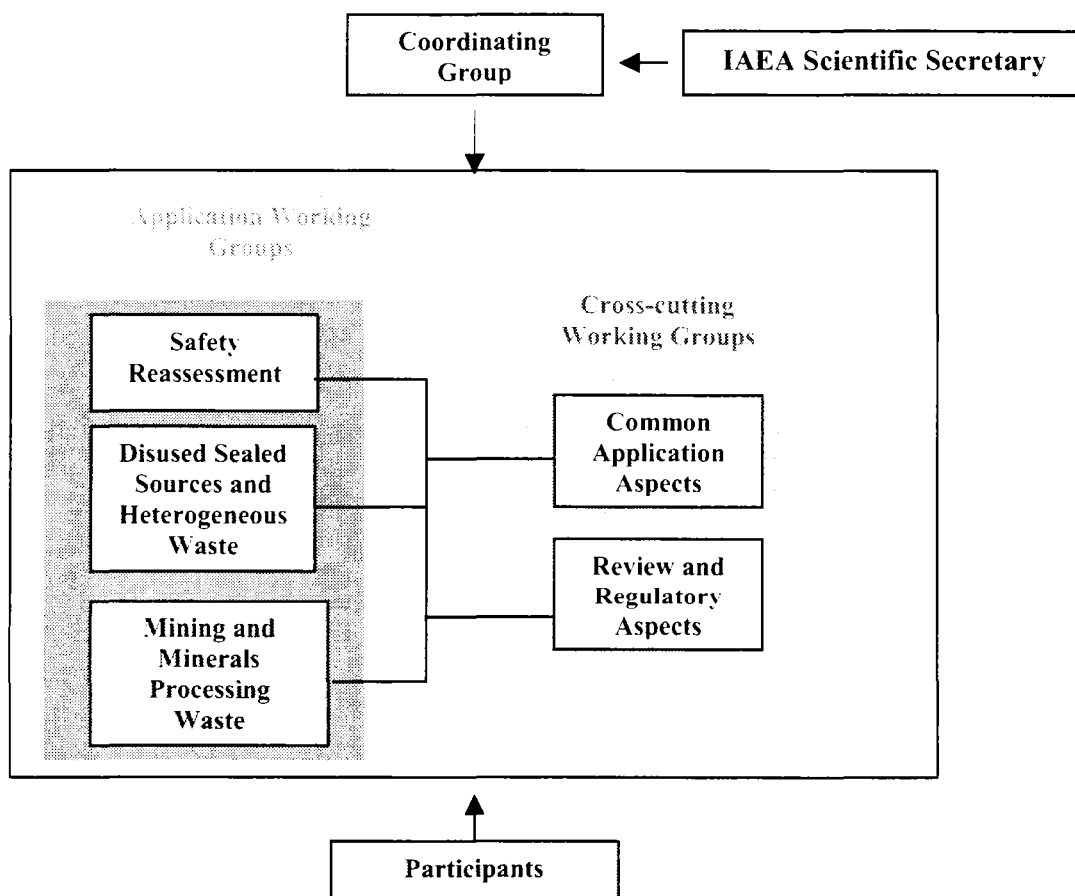 Coordinating
Group
IAEA Scientific Secretary
Application Working
Groups
Safety
Reassessment
Disused Sealed
Sources and
Heterogeneous
Waste
Mining and
Minerals
Processing
Waste
Cross-cutting
Working Groups
Common
Application
Aspects
Review and
Regulatory
Aspects
Participants